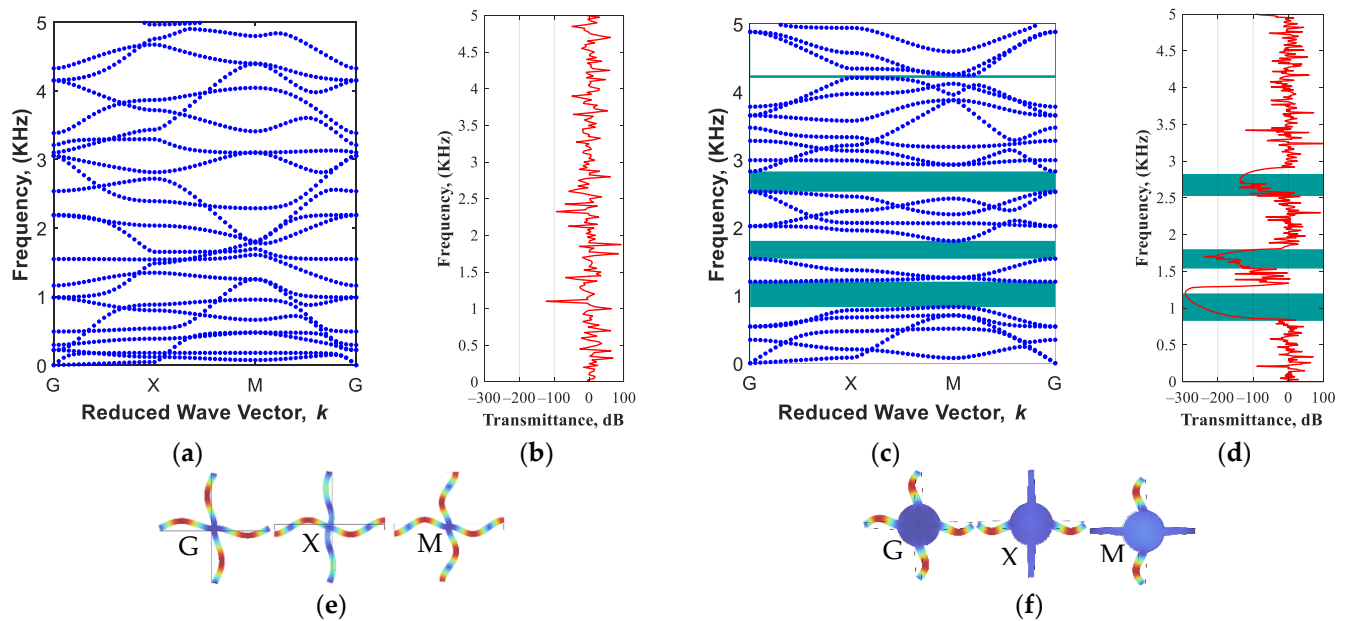 5
4
3
2
1
0
Frequency, (KHz)
G X M G
Reduced Wave Vector, k
(a)
5
4.5
4
3.5
3
2.5
2
1.5
1
0.5
0
Frequency, (KHz)
−300 −200 −100 0 100
Transmittance, dB
(b)
5
4
3
2
1
0
Frequency, (KHz)
G X M G
Reduced Wave Vector, k
(c)
5
4.5
4
3.5
3
2.5
2
1.5
1
0.5
0
Frequency, (KHz)
−300 −200 −100 0 100
Transmittance, dB
(d)
G X M
(e)
G X M
(f)